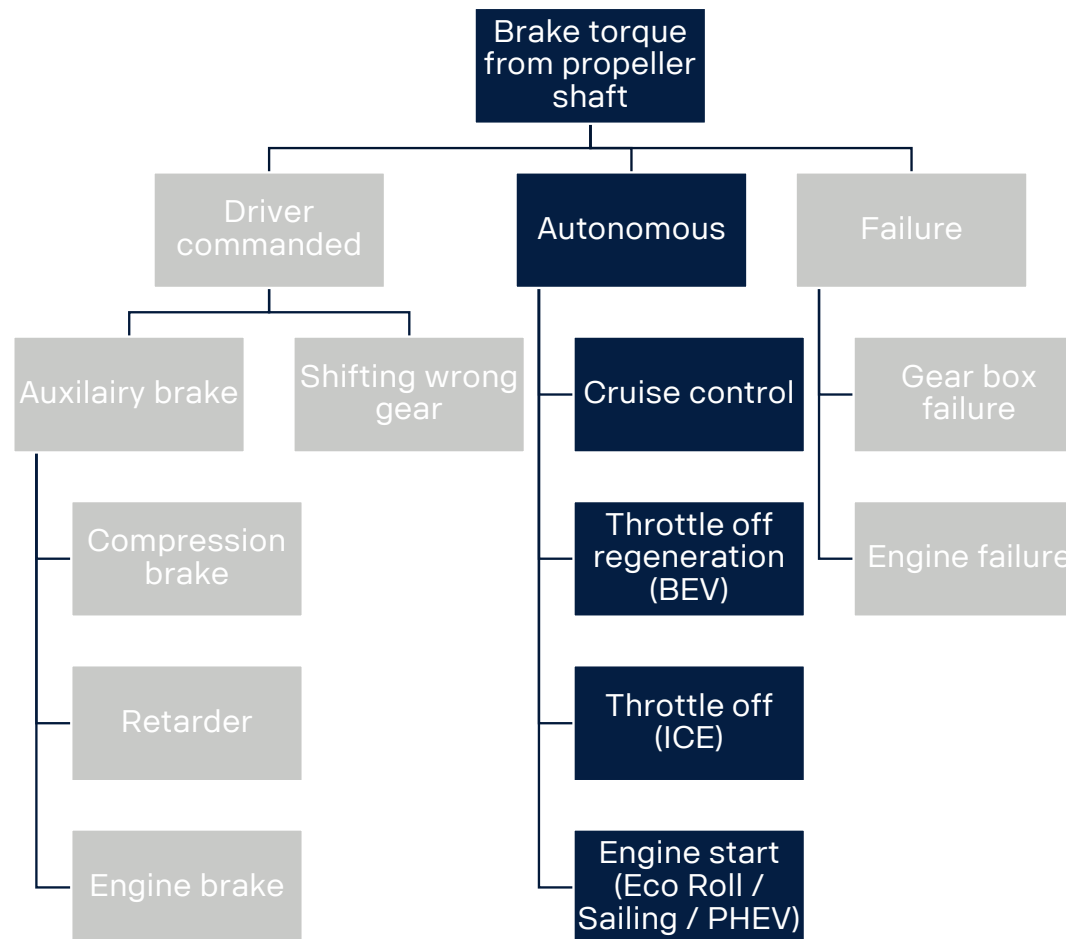 Brake torque
from propeller
shaft
Driver
commanded
Autonomous
Failure
Auxilairy brake
Shifting wrong
gear
Cruise control
Gear box
failure
Compression
brake
Throttle off
regeneration
(BEV)
Engine failure
Retarder
Throttle off
(ICE)
Engine brake
Engine start
(Eco Roll /
Sailing / PHEV)